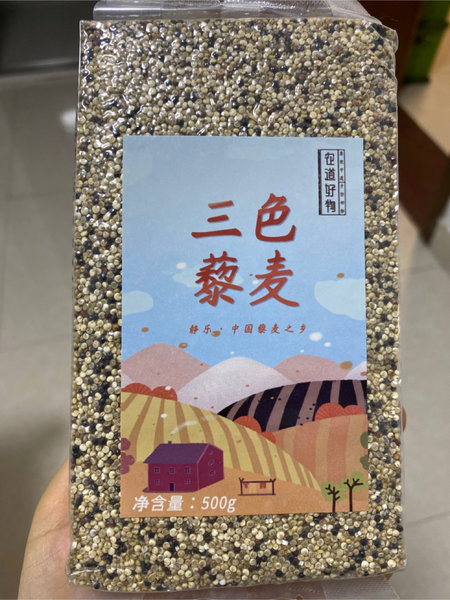 农道好物
三色
藜麦
静乐·中国藜麦之乡
净含量：500g